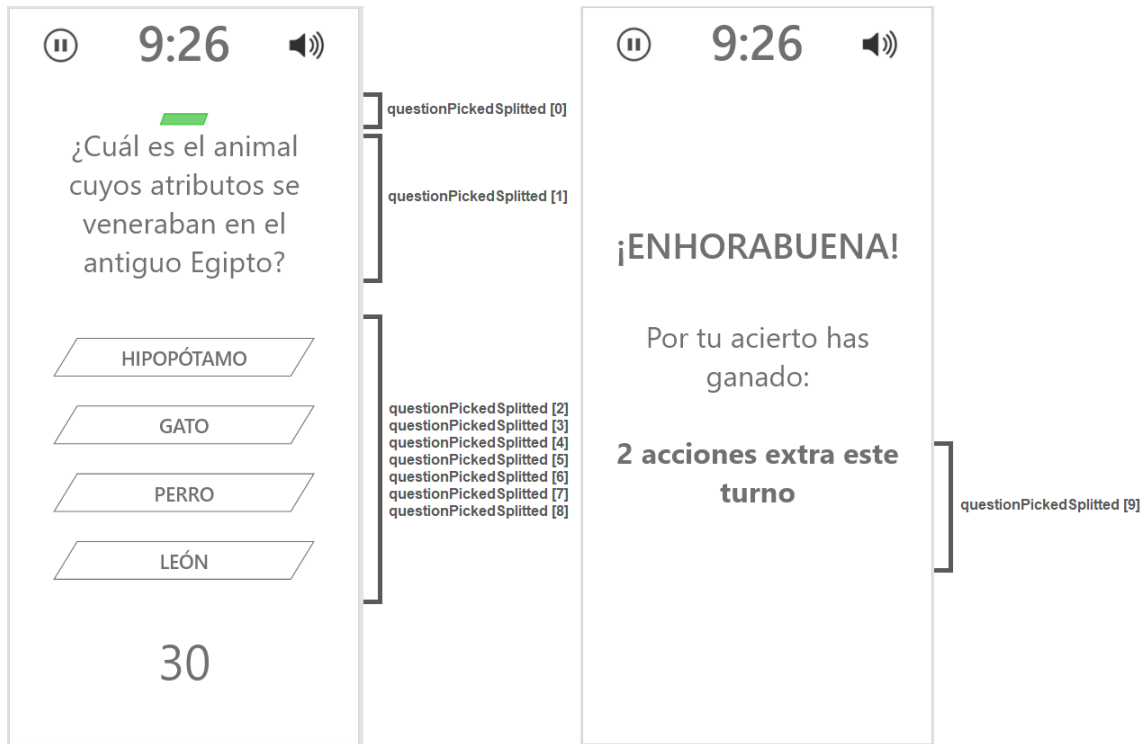 9:26
questionPickedSplitted [0]
¿Cuál es el animal
cuyos atributos se
veneraban en el
antiguo Egipto?
questionPickedSplitted [1]
HIPOPÓTAMO
GATO
PERRO
LEÓN
questionPickedSplitted [2]
questionPickedSplitted [3]
questionPickedSplitted [4]
questionPickedSplitted [5]
questionPickedSplitted [6]
questionPickedSplitted [7]
questionPickedSplitted [8]
30
9:26
¡ENHORABUENA!
Por tu acierto has
ganado:
2 acciones extra este
turno
questionPickedSplitted [9]